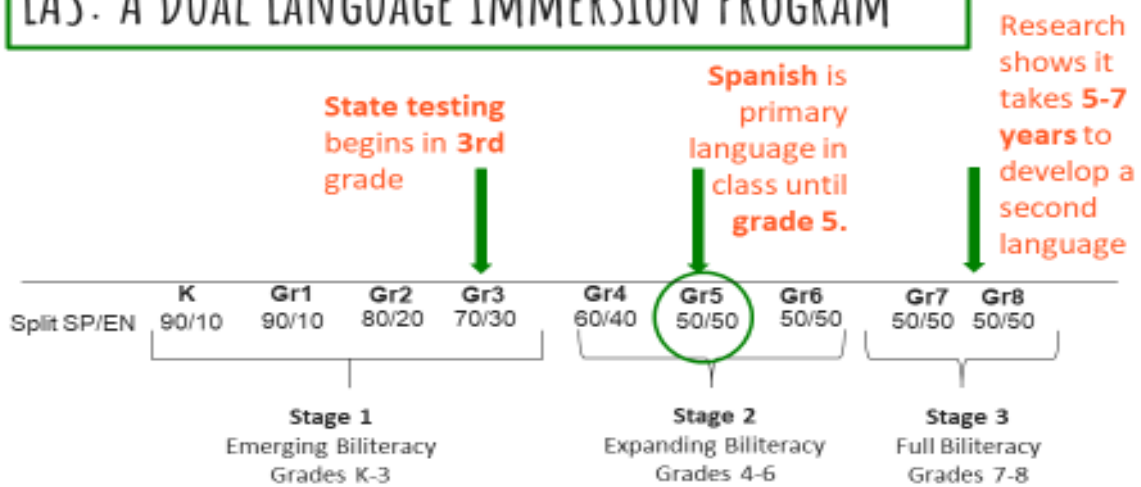 LAS: A DUAL LANGUAGE IMMERSION PROGRAM
State testing
begins in 3rd
grade
Spanish is
primary
language in
class until
grade 5.
Research
shows it
takes 5-7
years to
develop a
second
language
K Gr1 Gr2 Gr3 Gr4 Gr5 Gr6 Gr7 Gr8
Split SP/EN 90/10 90/10 80/20 70/30 60/40 50/50 50/50 50/50 50/50
Stage 1
Emerging Biliteracy
Grades K-3
Stage 2
Expanding Biliteracy
Grades 4-6
Stage 3
Full Biliteracy
Grades 7-8